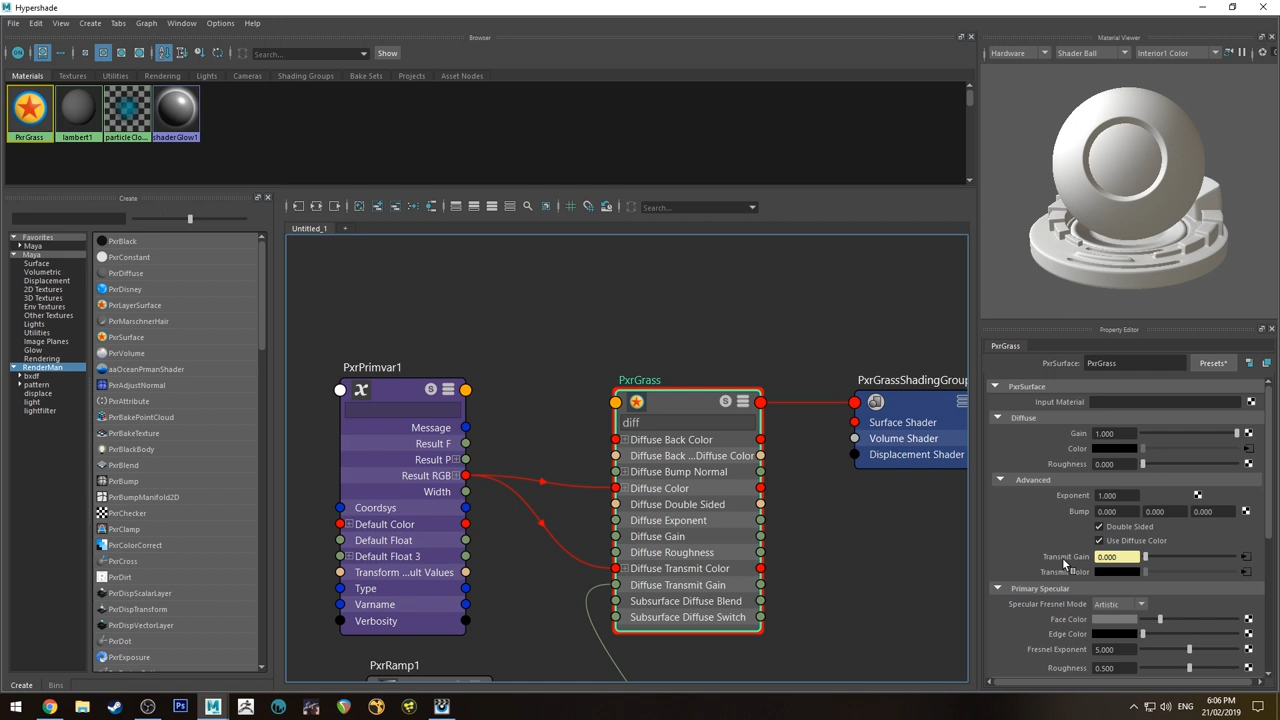 Hypershade
File Edit View Create Tabs Graph Window Options Help
Browser
ON Search... Show
Materials Textures Utilities Rendering Lights Cameras Shading Groups Bake Sets Projects Asset Nodes
PxrGrass lambert1 particleClo... shaderGlow1
Material Viewer
Hardware Shader Ball Interior1 Color
Create
Favorites
Maya
Maya
Surface
Volumetric
Displacement
2D Textures
3D Textures
Env Textures
Other Textures
Lights
Utilities
Image Planes
Glow
Rendering
RenderMan
bxdf
pattern
displace
light
lightfilter
PxrBlack
PxrConstant
PxrDiffuse
PxrDisney
PxrLayerSurface
PxrMarschnerHair
PxrSurface
PxrVolume
aaOceanPrmanShader
PxrAdjustNormal
PxrAttribute
PxrBakePointCloud
PxrBakeTexture
PxrBlackBody
PxrBlend
PxrBump
PxrBumpManifold2D
PxrChecker
PxrClamp
PxrColorCorrect
PxrCross
PxrDirt
PxrDispScalarLayer
PxrDispTransform
PxrDispVectorLayer
PxrDot
PxrExposure
Create Bins
Search...
Untitled_1 +
PxrPrimvar1
Message
Result F
Result P
Result RGB
Width
Coordsys
Default Color
Default Float
Default Float 3
Transform ...ult Values
Type
Varname
Verbosity
PxrRamp1
PxrGrass
diff
Diffuse Back Color
Diffuse Back ...Diffuse Color
Diffuse Bump Normal
Diffuse Color
Diffuse Double Sided
Diffuse Exponent
Diffuse Gain
Diffuse Roughness
Diffuse Transmit Color
Diffuse Transmit Gain
Subsurface Diffuse Blend
Subsurface Diffuse Switch
PxrGrassShadingGroup
Surface Shader
Volume Shader
Displacement Shader
Property Editor
PxrGrass
PxrSurface: PxrGrass Presets*
PxrSurface
Input Material
Diffuse
Gain 1.000
Color
Roughness 0.000
Advanced
Exponent 1.000
Bump 0.000 0.000 0.000
Double Sided
Use Diffuse Color
Transmit Gain 0.000
Primary Specular
Specular Fresnel Mode Artistic
Face Color
Edge Color
Fresnel Exponent 5.000
Roughness 0.500
ENG 6:06 PM
21/02/2019